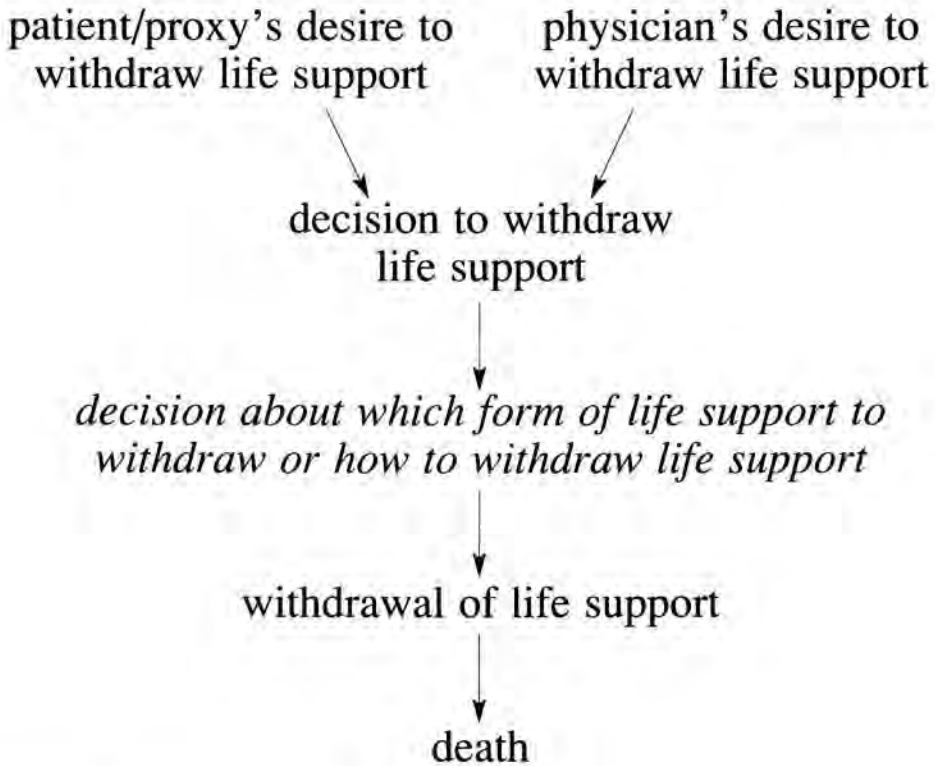 patient/proxy's desire to
withdraw life support
physician's desire to
withdraw life support
decision to withdraw
life support
decision about which form of life support to
withdraw or how to withdraw life support
withdrawal of life support
death